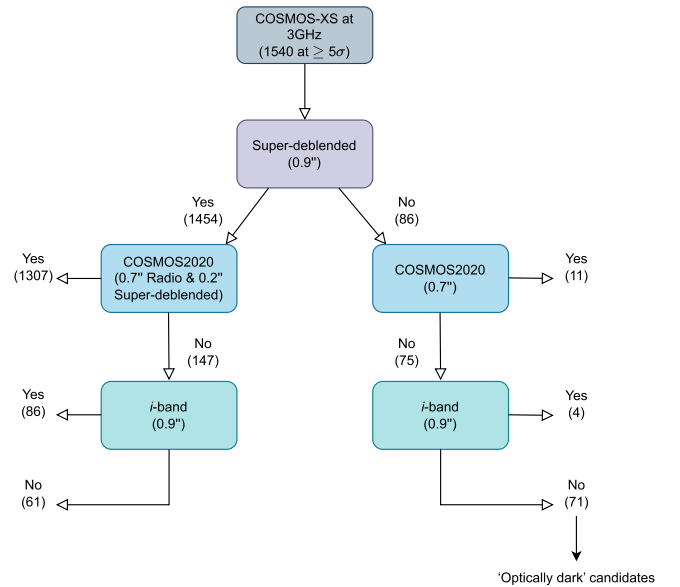 COSMOS-XS at
3GHz
(1540 at ≥ 5σ)
Super-deblended
(0.9")
Yes
(1454)
No
(86)
Yes
(1307)
COSMOS2020
(0.7" Radio & 0.2"
Super-deblended)
COSMOS2020
(0.7")
Yes
(11)
No
(147)
No
(75)
Yes
(86)
i-band
(0.9")
i-band
(0.9")
Yes
(4)
No
(61)
No
(71)
‘Optically dark’ candidates